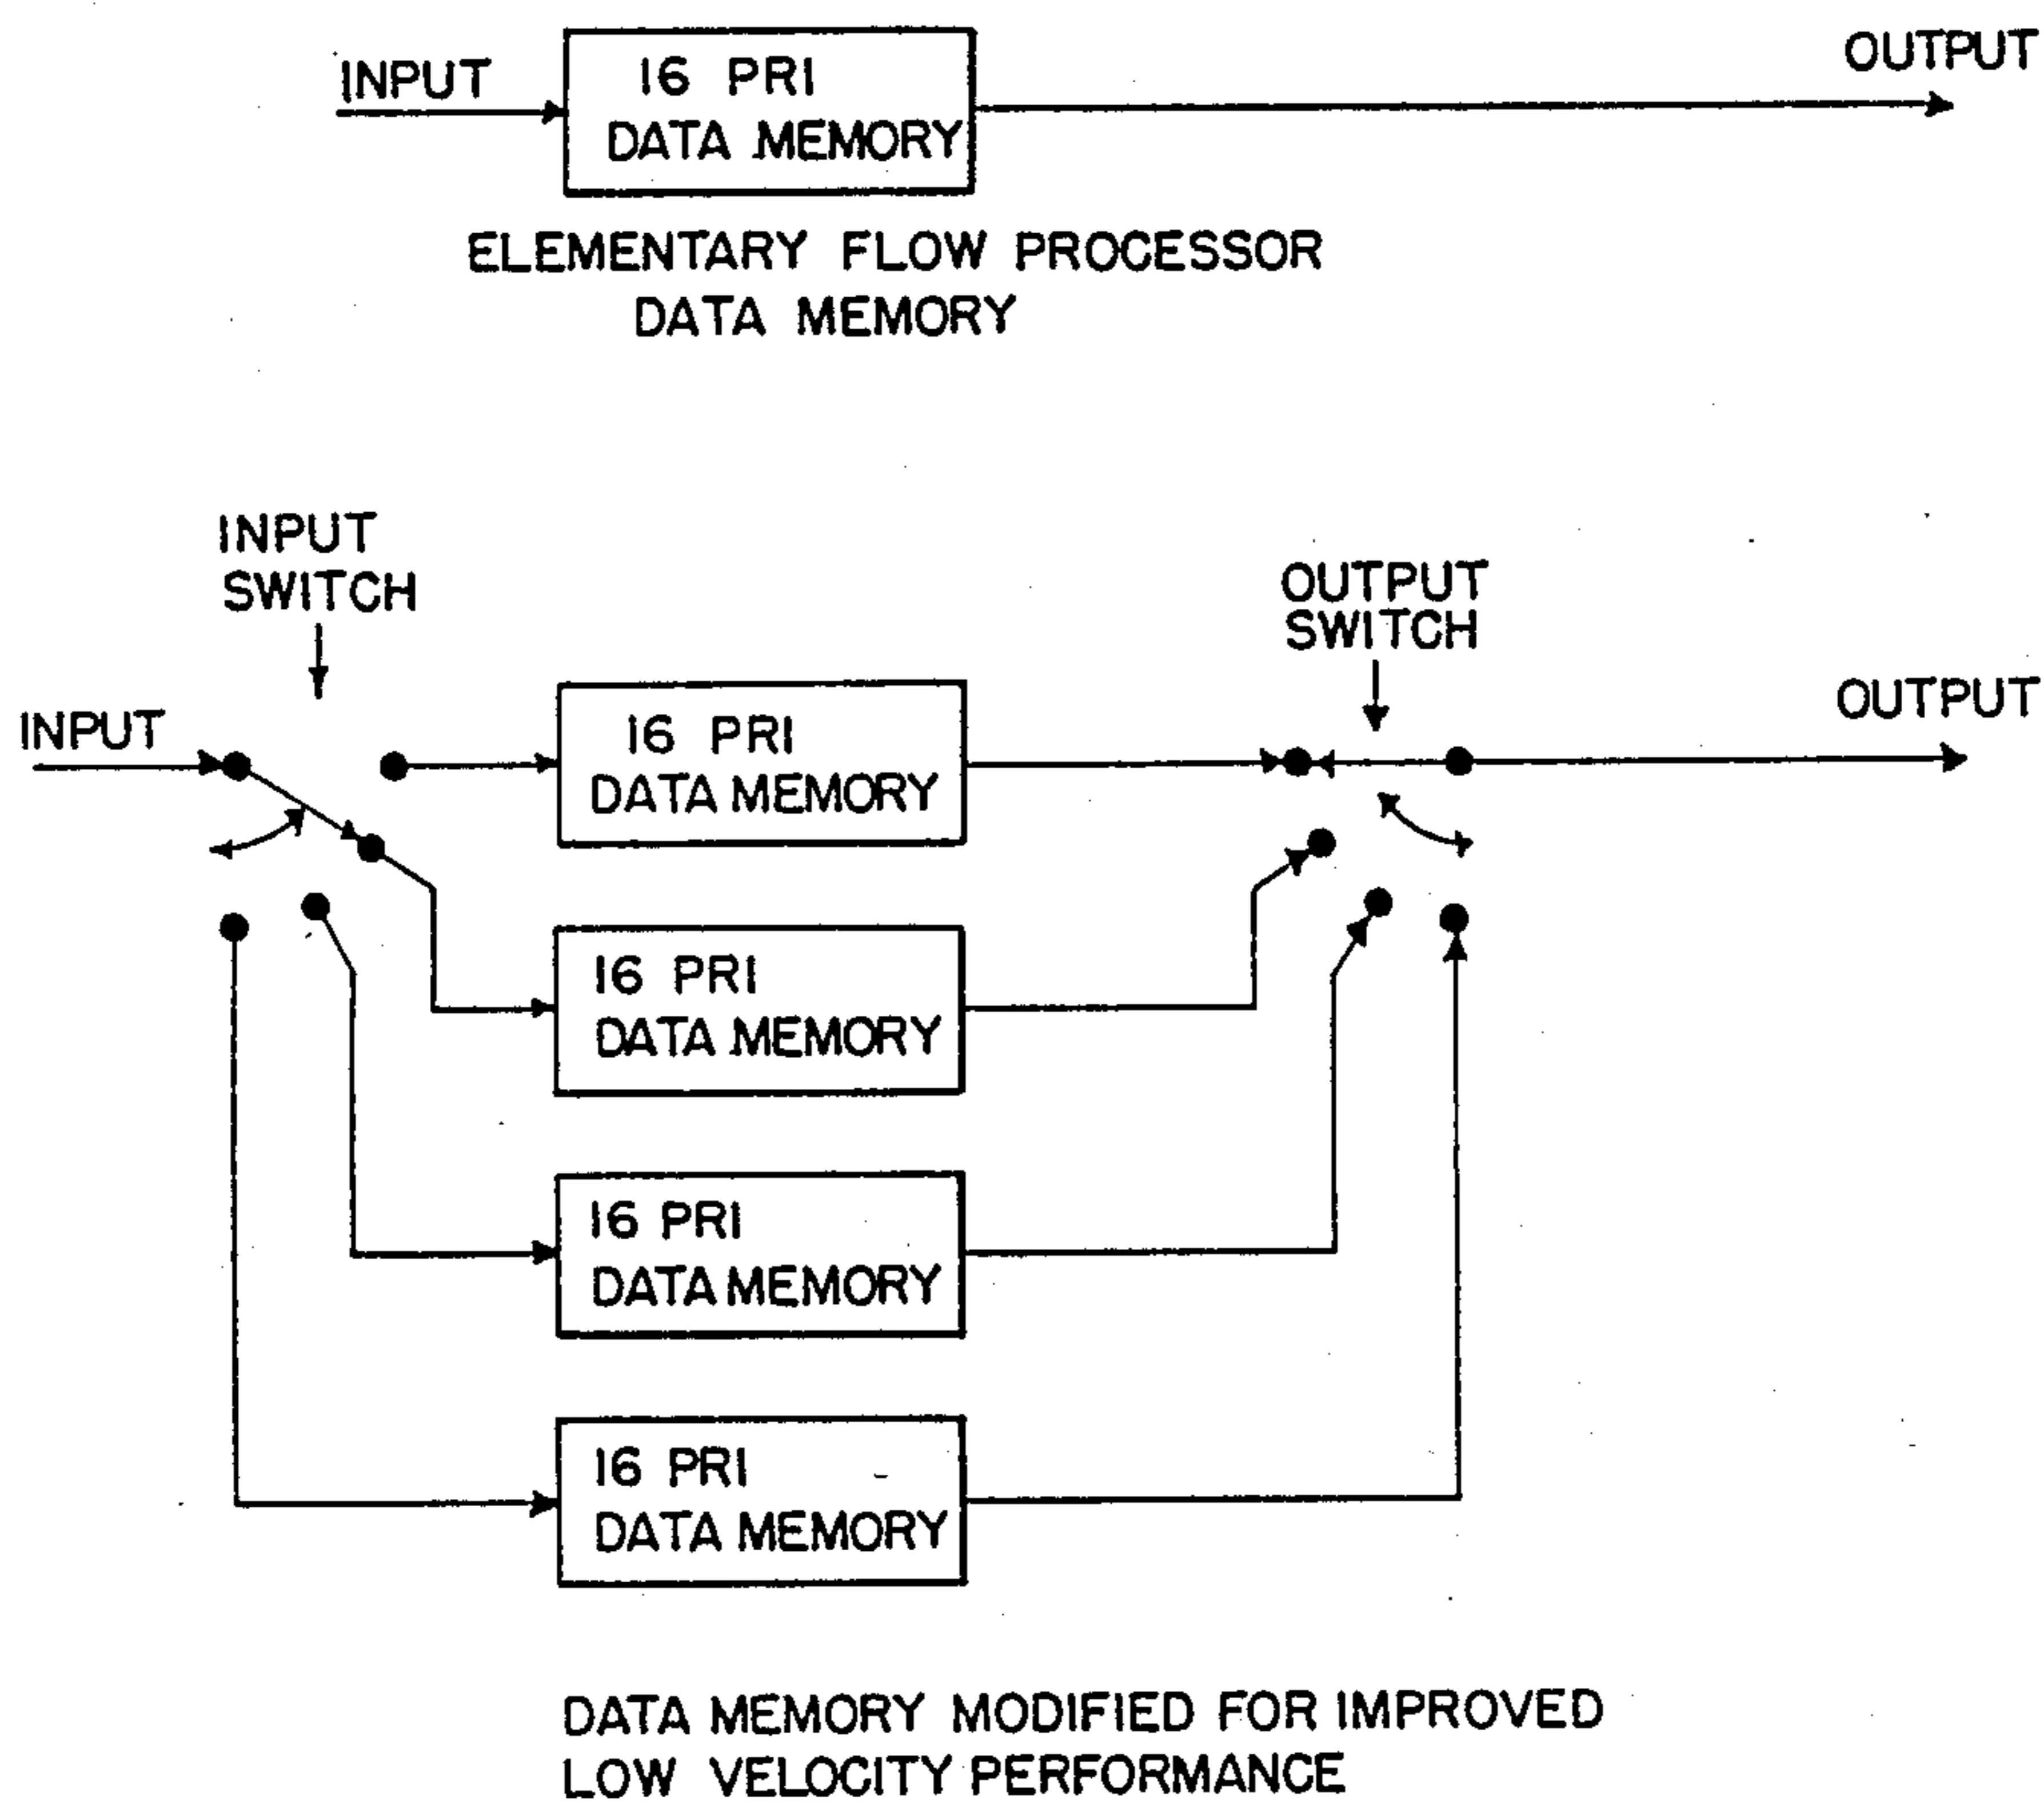 INPUT
16 PRI
DATA MEMORY
OUTPUT
ELEMENTARY FLOW PROCESSOR
DATA MEMORY
INPUT
SWITCH
OUTPUT
SWITCH
INPUT
16 PRI
DATA MEMORY
OUTPUT
16 PRI
DATA MEMORY
16 PRI
DATA MEMORY
16 PRI
DATA MEMORY
DATA MEMORY MODIFIED FOR IMPROVED
LOW VELOCITY PERFORMANCE